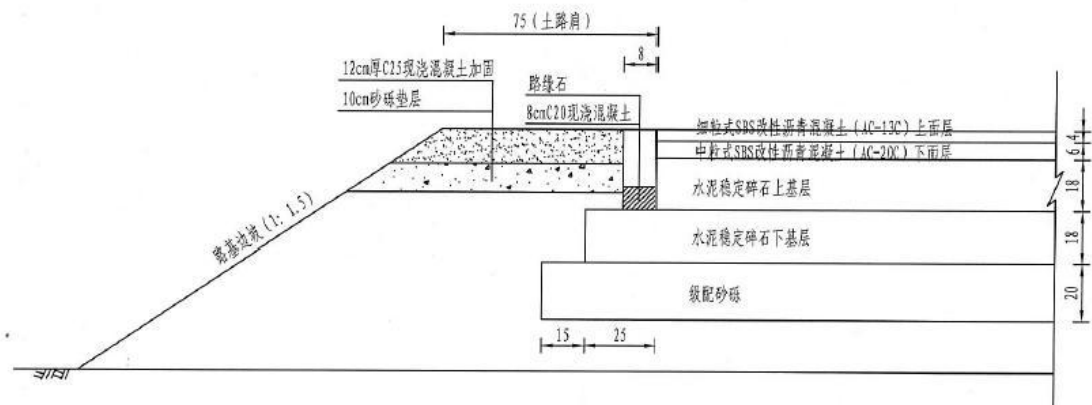 75 (土路肩)
8
12cm厚C25现浇混凝土加固
10cm砂砾垫层
路缘石
8cmC20现浇混凝土
细粒式SBS改性沥青混凝土 (AC-13C) 上面层
中粒式SBS改性沥青混凝土 (AC-20C) 下面层
水泥稳定碎石上基层
水泥稳定碎石下基层
级配砂砾
路基边坡 (1: 1.5)
4
6
18
18
20
15
25